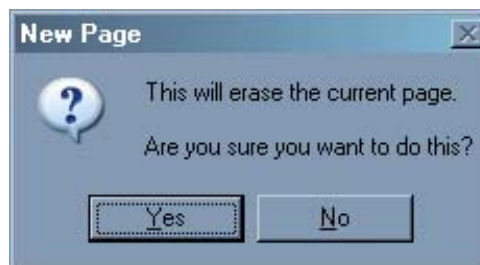 New Page
This will erase the current page.
Are you sure you want to do this?
Yes
No